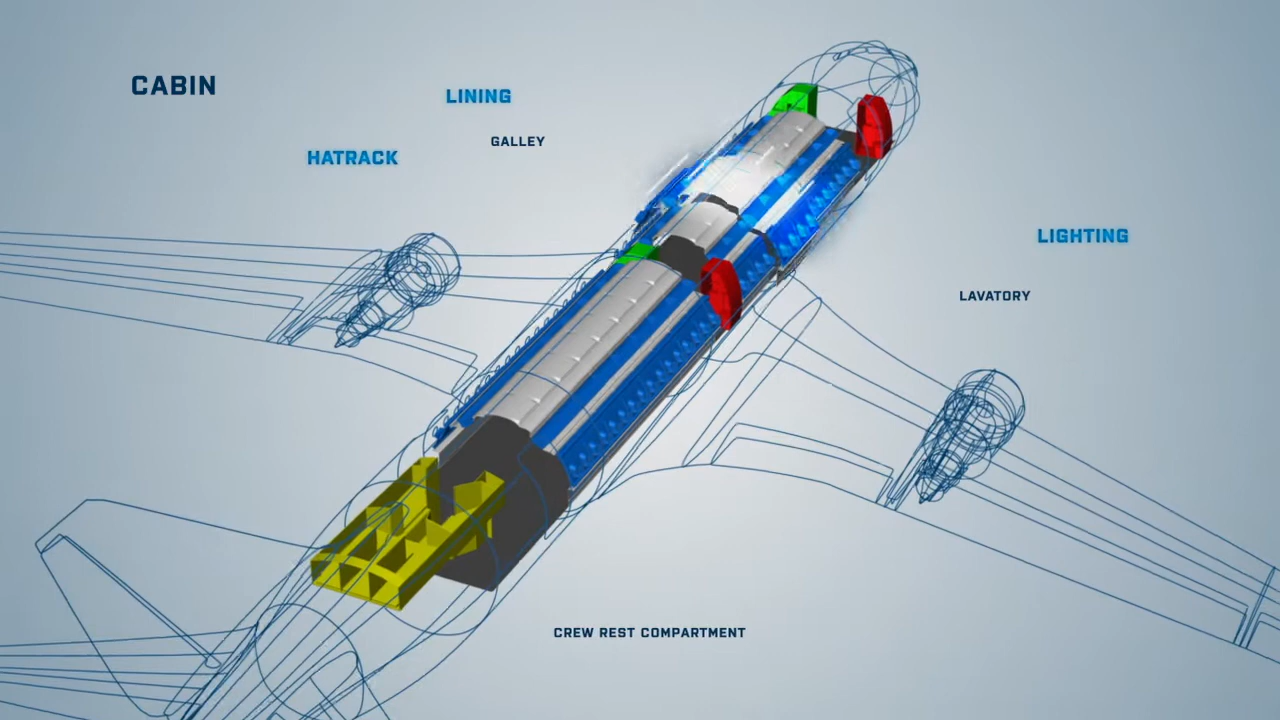 CABIN
LINING
GALLEY
HATRACK
LIGHTING
LAVATORY
CREW REST COMPARTMENT